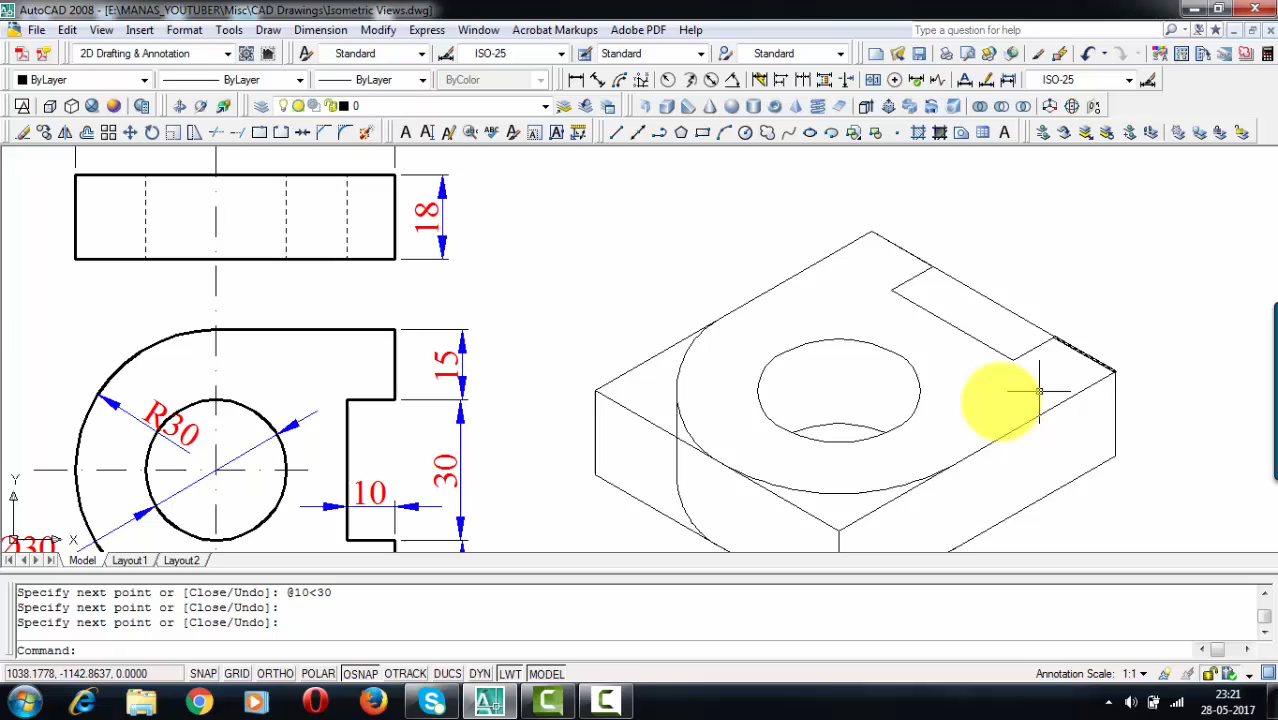 AutoCAD 2008 - [E:\MANAS_YOUTUBER\Misc\CAD Drawings\Isometric Views.dwg]
File Edit View Insert Format Tools Draw Dimension Modify Express Window Acrobat Markups Adobe PDF Help Type a question for help
2D Drafting & Annotation Standard ISO-25 Standard Standard
ByLayer ByLayer ByLayer ByColor ISO-25
0
18
15
R30
30
10
Ø30
Y
X
Model Layout1 Layout2
Specify next point or [Close/Undo]: @10<30
Specify next point or [Close/Undo]:
Specify next point or [Close/Undo]:
Command:
1038.1778, -1142.8637, 0.0000 SNAP GRID ORTHO POLAR OSNAP OTRACK DUCS DYN LWT MODEL Annotation Scale: 1:1
23:21
28-05-2017